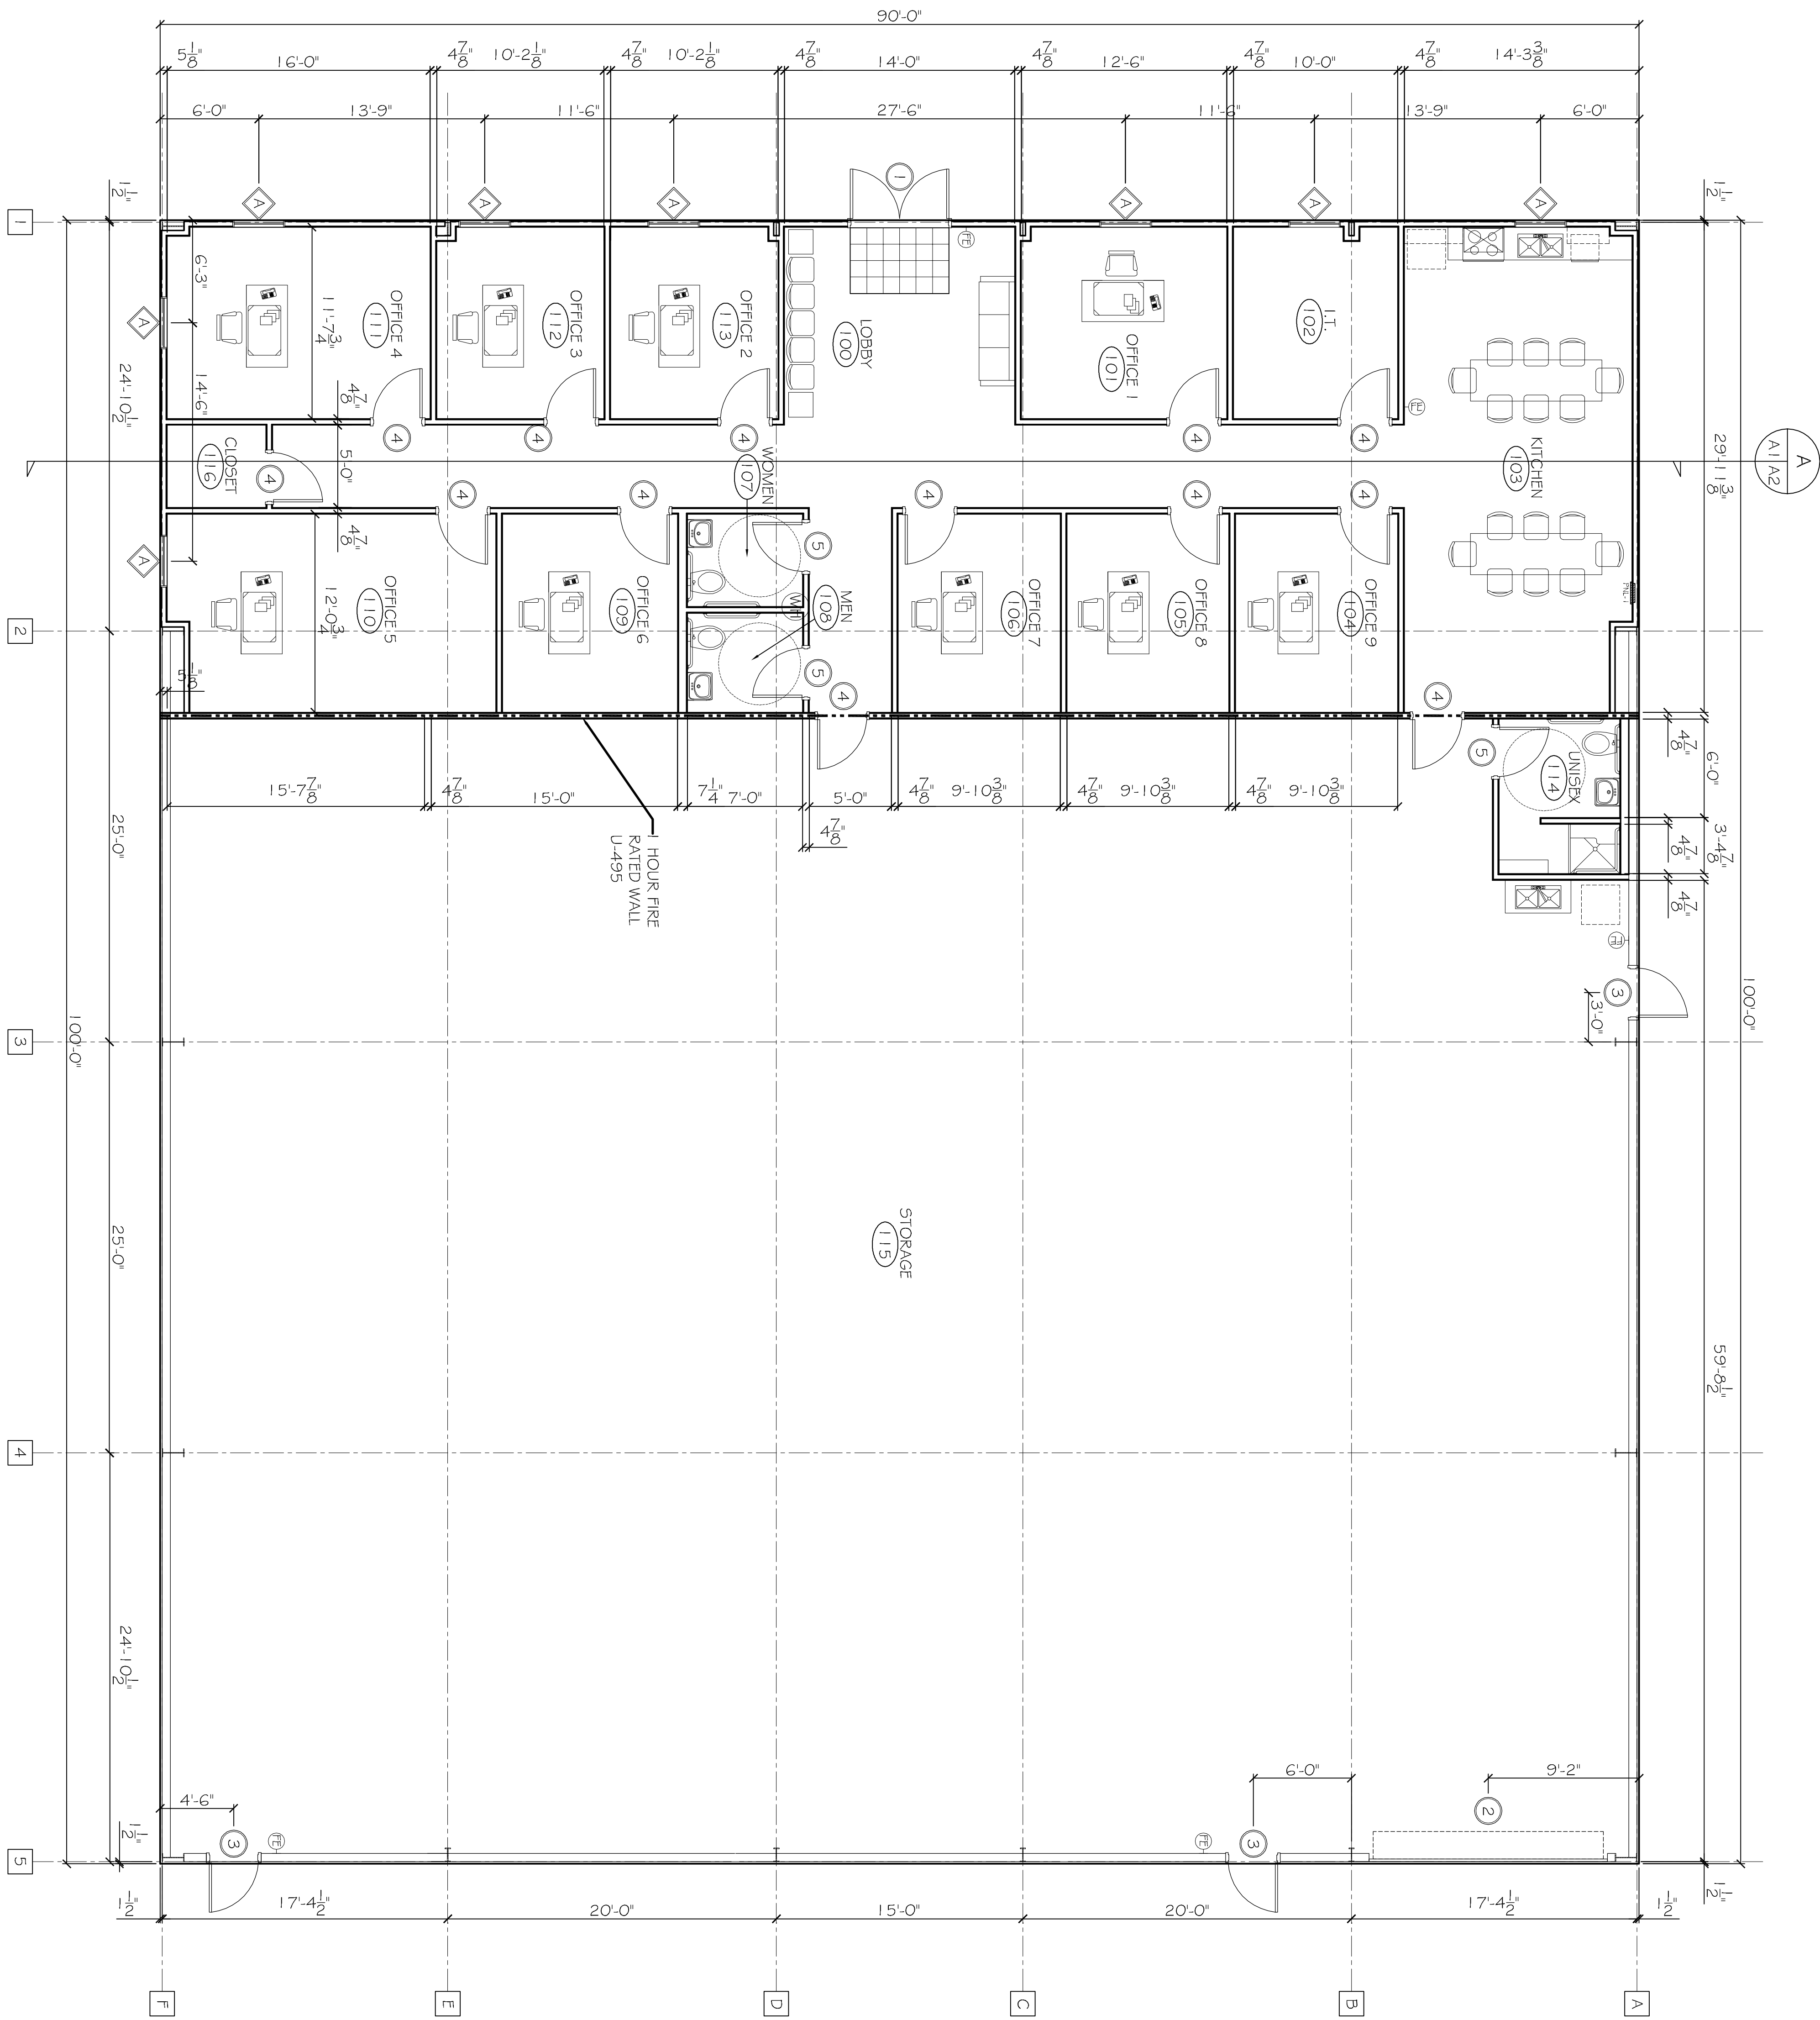 90'-0"
5 1/8"
16'-0"
4 7/8"
10'-2 1/8"
4 7/8"
10'-2 1/8"
4 7/8"
14'-0"
4 7/8"
12'-6"
4 7/8"
10'-0"
4 7/8"
14'-3 3/8"
6'-0"
13'-9"
11'-6"
27'-6"
11'-6"
13'-9"
6'-0"
1 1/2"
A
A
A
1
A
A
A
1 1/2"
1
FE
6'-3"
11'-7 3/4"
OFFICE 4
111
OFFICE 3
112
OFFICE 2
113
LOBBY
100
OFFICE 1
101
I.T.
102
KITCHEN
103
FE
A
24'-10 1/2"
14'-6"
4 7/8"
4
4
4
4
4
29'-11 3/8"
A
A1 A2
CLOSET
116
4
5'-0"
4
4
WOMEN
107
4
4
4
4 7/8"
A
5
OFFICE 5
110
12'-0 3/4"
OFFICE 6
109
WH
MEN
108
OFFICE 7
106
OFFICE 8
105
OFFICE 9
104
PNL-1
2
5 1/8"
5
4
4
5
UNISEX
114
4 7/8"
6'-0"
15'-7 7/8"
4 7/8"
15'-0"
7 1/4"
7'-0"
5'-0"
4 7/8"
9'-10 3/8"
4 7/8"
9'-10 3/8"
4 7/8"
9'-10 3/8"
4 7/8"
25'-0"
1 HOUR FIRE
RATED WALL
U-495
4 7/8"
3'-4 7/8"
4 7/8"
FE
3
3'-0"
100'-0"
100'-0"
3
25'-0"
STORAGE
115
59'-8 1/2"
4
24'-10 1/2"
4'-6"
6'-0"
9'-2"
2
1 1/2"
3
FE
FE
3
5
1 1/2"
17'-4 1/2"
20'-0"
15'-0"
20'-0"
17'-4 1/2"
1 1/2"
1 1/2"
F
E
D
C
B
A